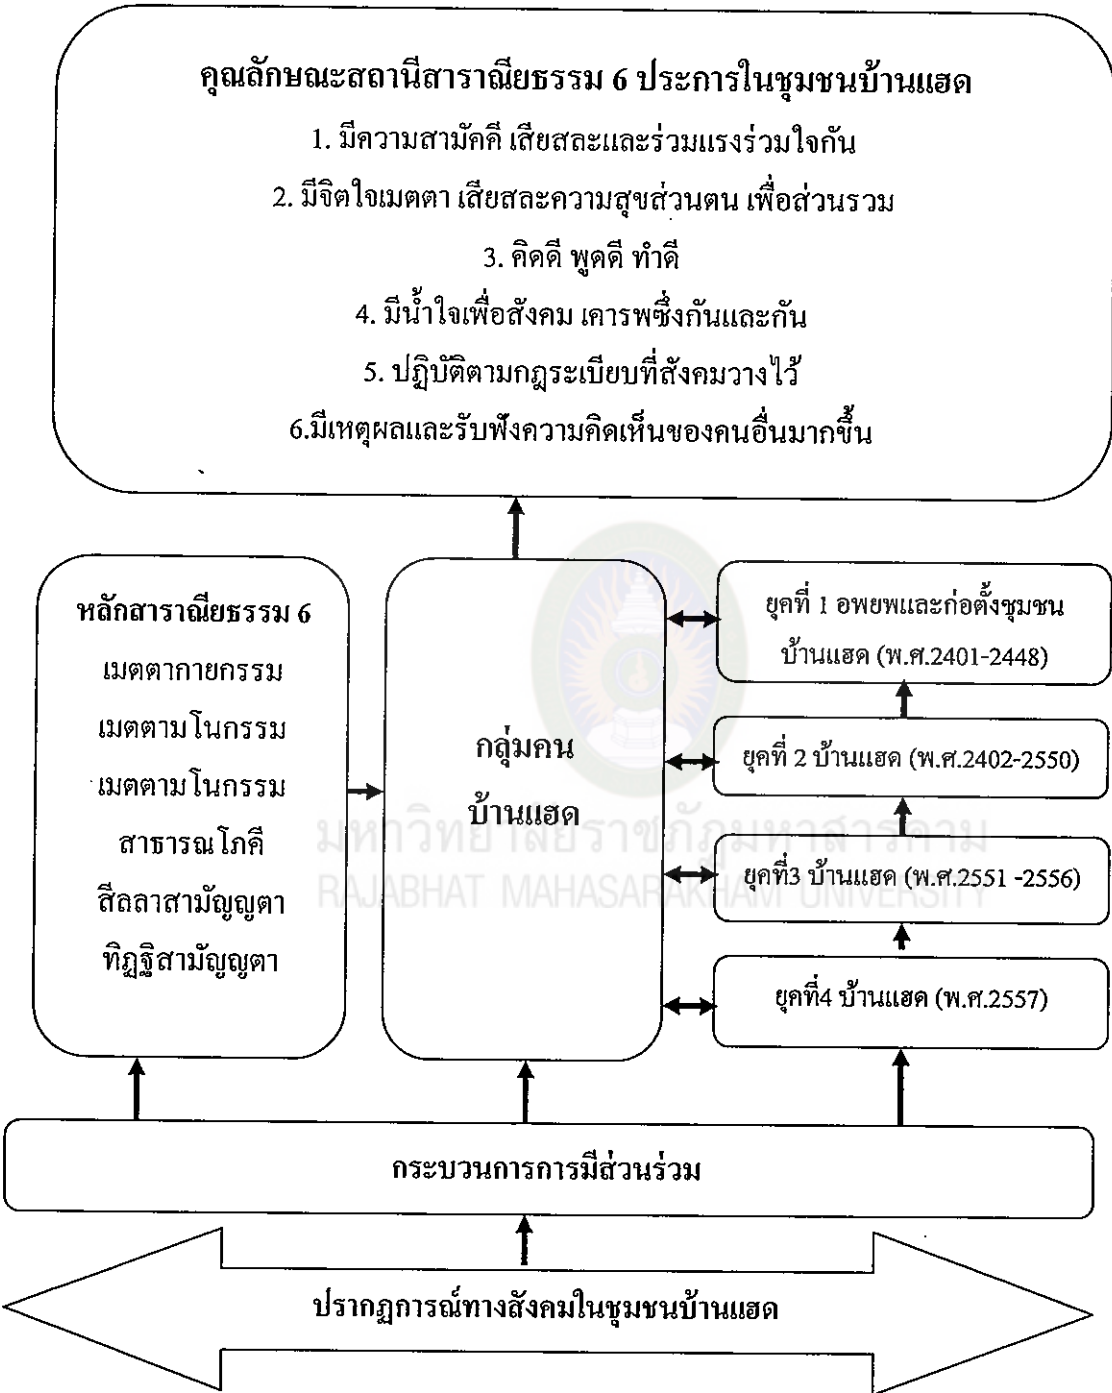 คุณลักษณะสถานีสาราณียธรรม 6 ประการในชุมชนบ้านแฮด
1. มีความสามัคคี เสียสละและร่วมแรงร่วมใจกัน
2. มีจิตใจเมตตา เสียสละความสุขส่วนตน เพื่อส่วนรวม
3. คิดดี พูดดี ทำดี
4. มีน้ำใจเพื่อสังคม เคารพซึ่งกันและกัน
5. ปฏิบัติตามกฎระเบียบที่สังคมวางไว้
6.มีเหตุผลและรับฟังความคิดเห็นของคนอื่นมากขึ้น
หลักสาราณียธรรม 6
เมตตากายกรรม
เมตตามโนกรรม
เมตตามโนกรรม
สาธารณโภคี
สีลลาสามัญญตา
ทิฏฐิสามัญญตา
กลุ่มคน
บ้านแฮด
ยุคที่ 1 อพยพและก่อตั้งชุมชน
บ้านแฮด (พ.ศ.2401-2448)
ยุคที่ 2 บ้านแฮด (พ.ศ.2402-2550)
ยุคที่3 บ้านแฮด (พ.ศ.2551 -2556)
ยุคที่4 บ้านแฮด (พ.ศ.2557)
มหาวิทยาลัยราชภัฏมหาสารคาม
RAJABHAT MAHASARAKHAM UNIVERSITY
กระบวนการการมีส่วนร่วม
ปรากฏการณ์ทางสังคมในชุมชนบ้านแฮด